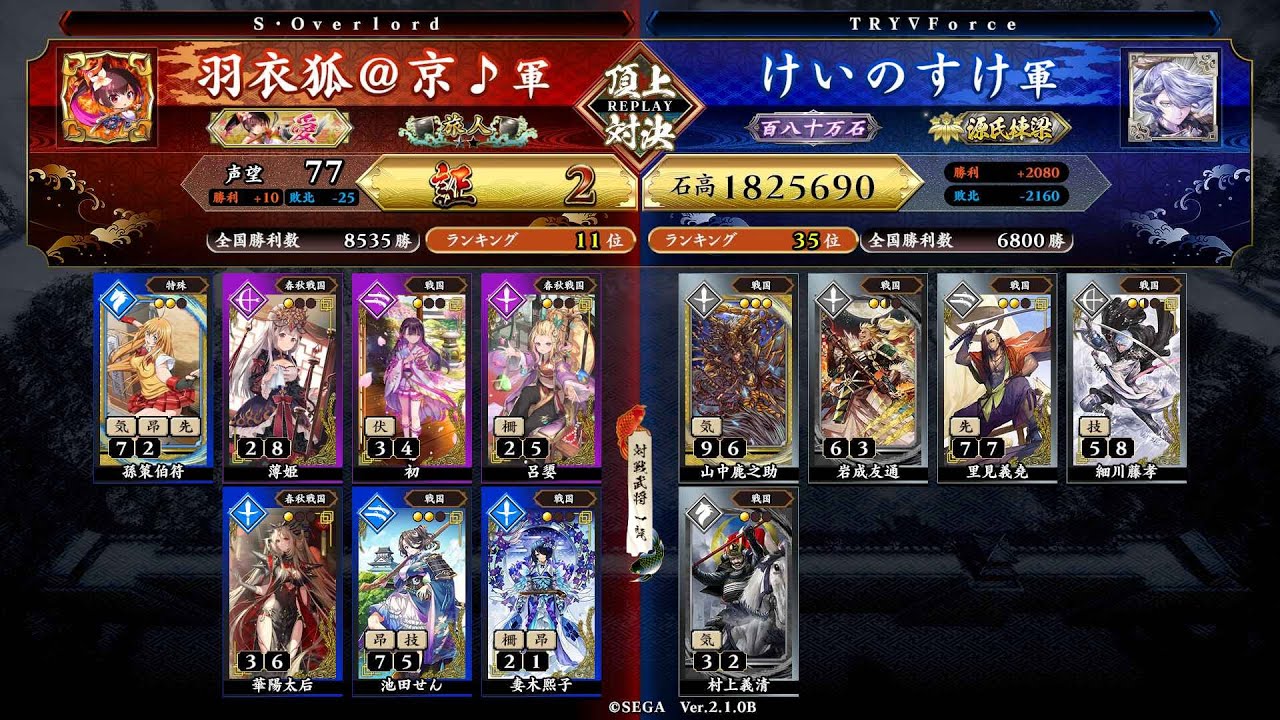 S・Overlord
TRY∇Force
羽衣狐@京♪軍
頂上
REPLAY
対決
けいのすけ軍
愛
旅人
百八十万石
源氏棟梁
声望 77
勝利 +10 敗北 -25
証 2
石高1825690
勝利 +2080
敗北 -2160
全国勝利数 8535勝
ランキング 11位
ランキング 35位
全国勝利数 6800勝
特殊
春秋戦国
戦国
春秋戦国
戦国
戦国
戦国
戦国
気 昂 先
7 2
孫策伯符
2 8
薄姫
伏
3 4
初
柵
2 5
呂嬃
対戦武将一覧
気
9 6
山中鹿之助
6 3
岩成友通
先
7 7
里見義堯
技
5 8
細川藤孝
春秋戦国
戦国
戦国
戦国
3 6
華陽太后
昂 技
7 5
池田せん
柵 昂
2 1
妻木煕子
気
3 2
村上義清
©SEGA Ver.2.1.0B